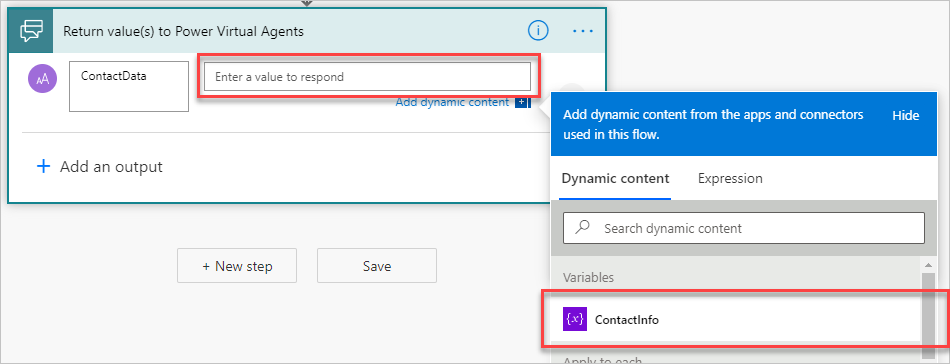 Return value(s) to Power Virtual Agents
ContactData
Enter a value to respond
Add dynamic content
Add an output
+ New step
Save
Add dynamic content from the apps and connectors
used in this flow.
Hide
Dynamic content
Expression
Search dynamic content
Variables
{x} ContactInfo
Apply to each